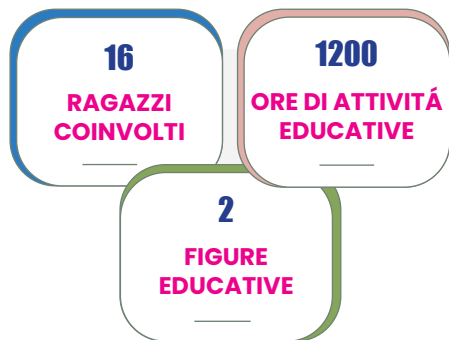 16
RAGAZZI
COINVOLTI
1200
ORE DI ATTIVITÁ
EDUCATIVE
2
FIGURE
EDUCATIVE